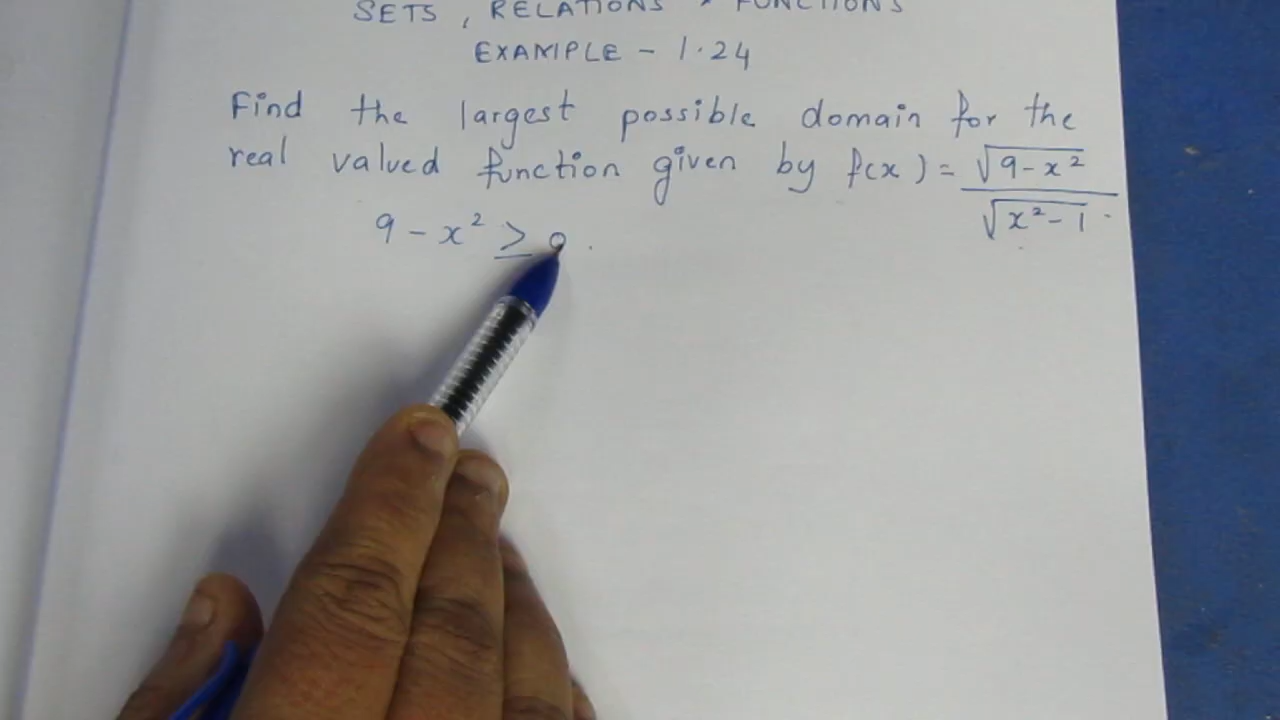 SETS, RELATIONS & FUNCTIONS
EXAMPLE - 1.24
Find the largest possible domain for the
real valued function given by f(x) = √(9-x²) / √(x²-1).
9 - x² ≥ 0